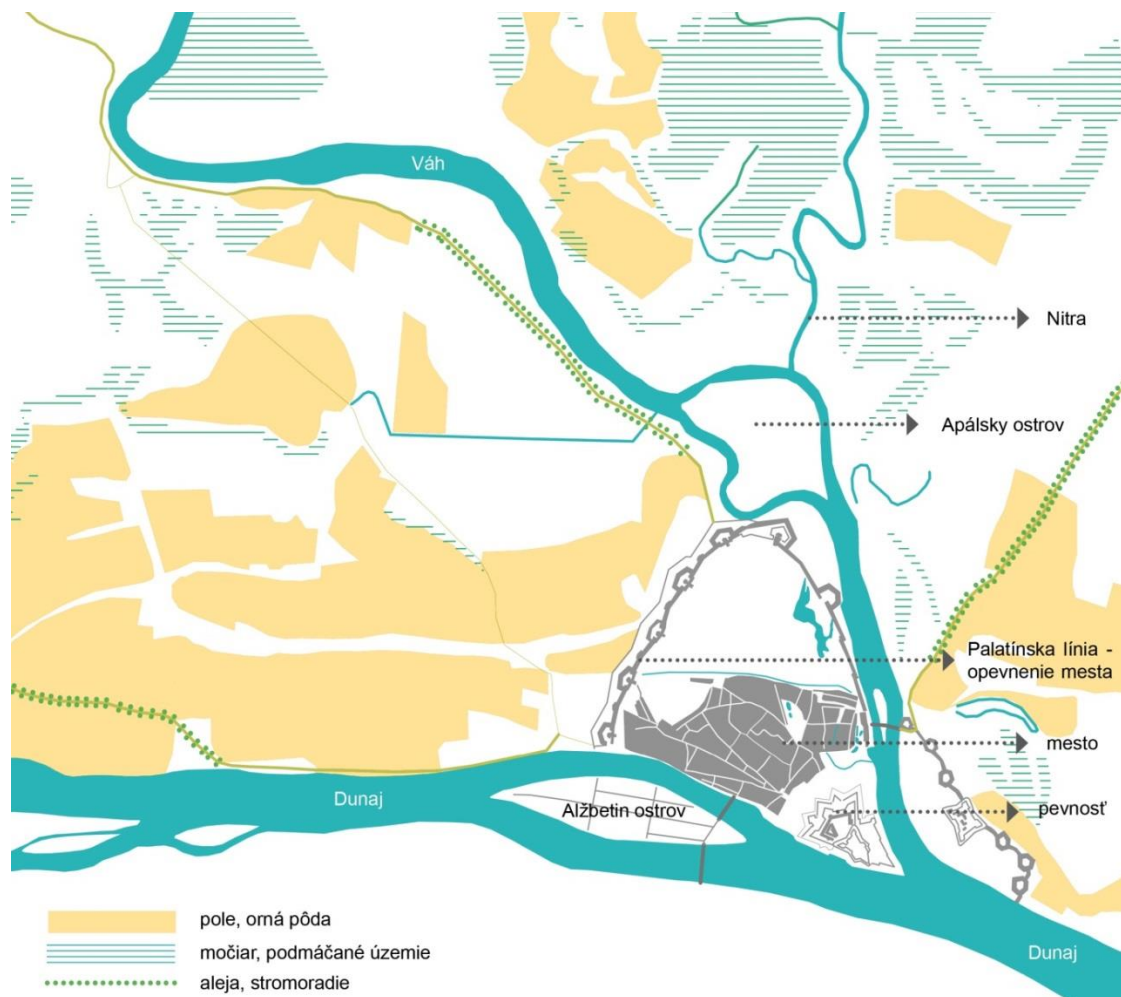 Váh
Nitra
Apálsky ostrov
Palatínska línia -
opevnenie mesta
mesto
Dunaj
Alžbetin ostrov
pevnosť
pole, orná pôda
močiar, podmáčané územie
Dunaj
aleja, stromoradie